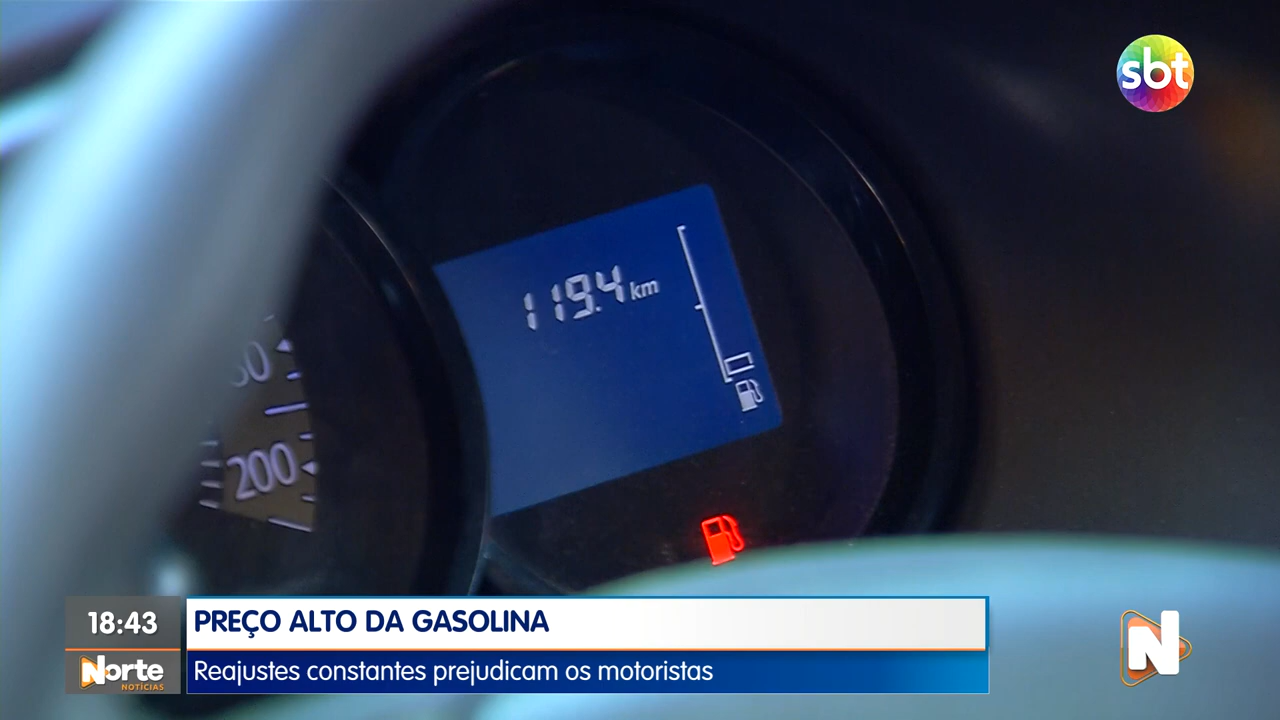 sbt
119.4 km
200
18:43
PREÇO ALTO DA GASOLINA
Norte
NOTÍCIAS
Reajustes constantes prejudicam os motoristas
N